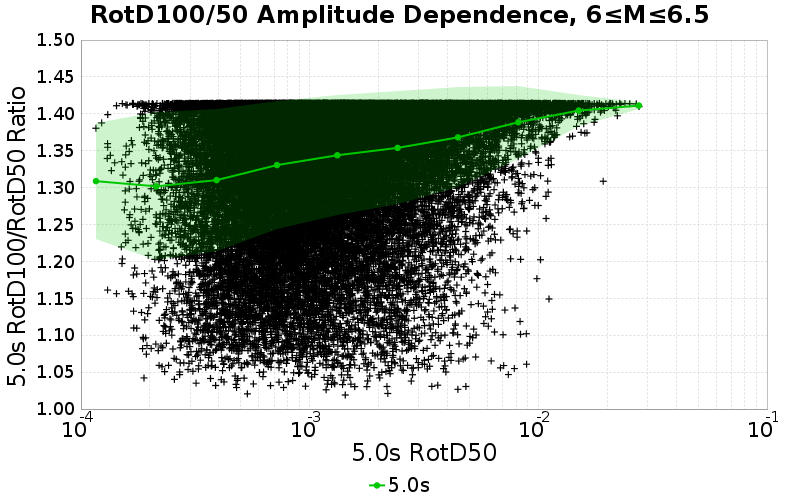 RotD100/50 Amplitude Dependence, 6≤M≤6.5
5.0s RotD100/RotD50 Ratio
1.50
1.45
1.40
1.35
1.30
1.25
1.20
1.15
1.10
1.05
1.00
10-4 10-3 10-2 10-1
5.0s RotD50
5.0s